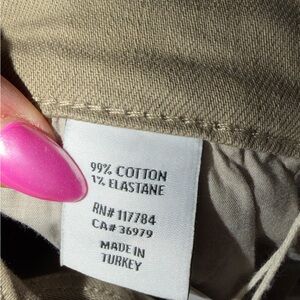 99% COTTON
1% ELASTANE
RN# 117784
CA# 36979
MADE IN
TURKEY